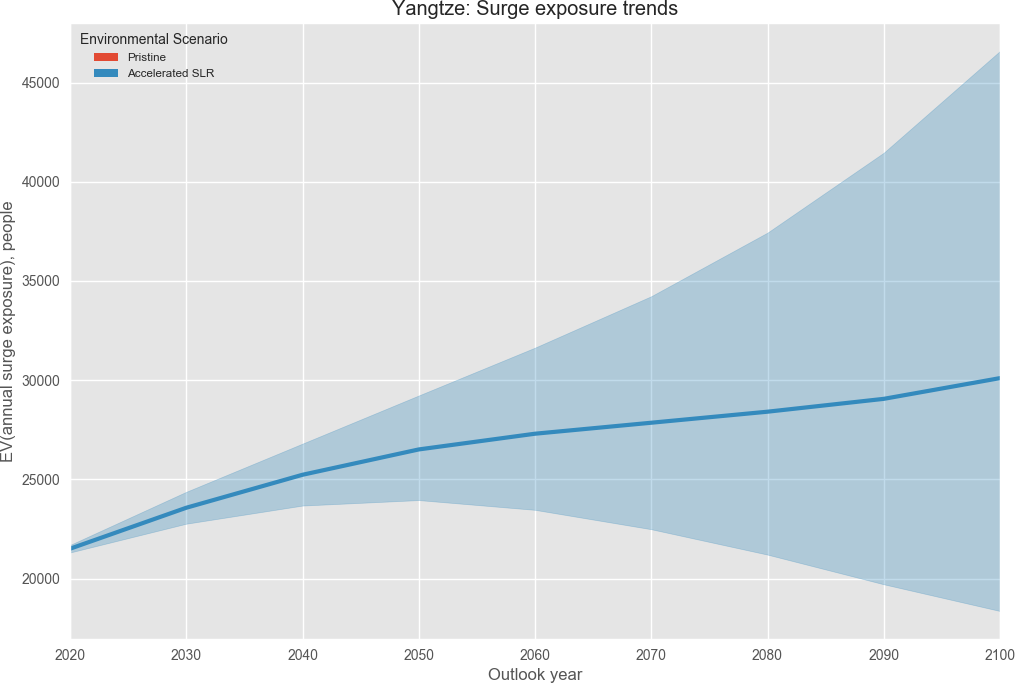 Yangtze: Surge exposure trends
Environmental Scenario
Pristine
Accelerated SLR
EV(annual surge exposure), people
45000
40000
35000
30000
25000
20000
2020 2030 2040 2050 2060 2070 2080 2090 2100
Outlook year